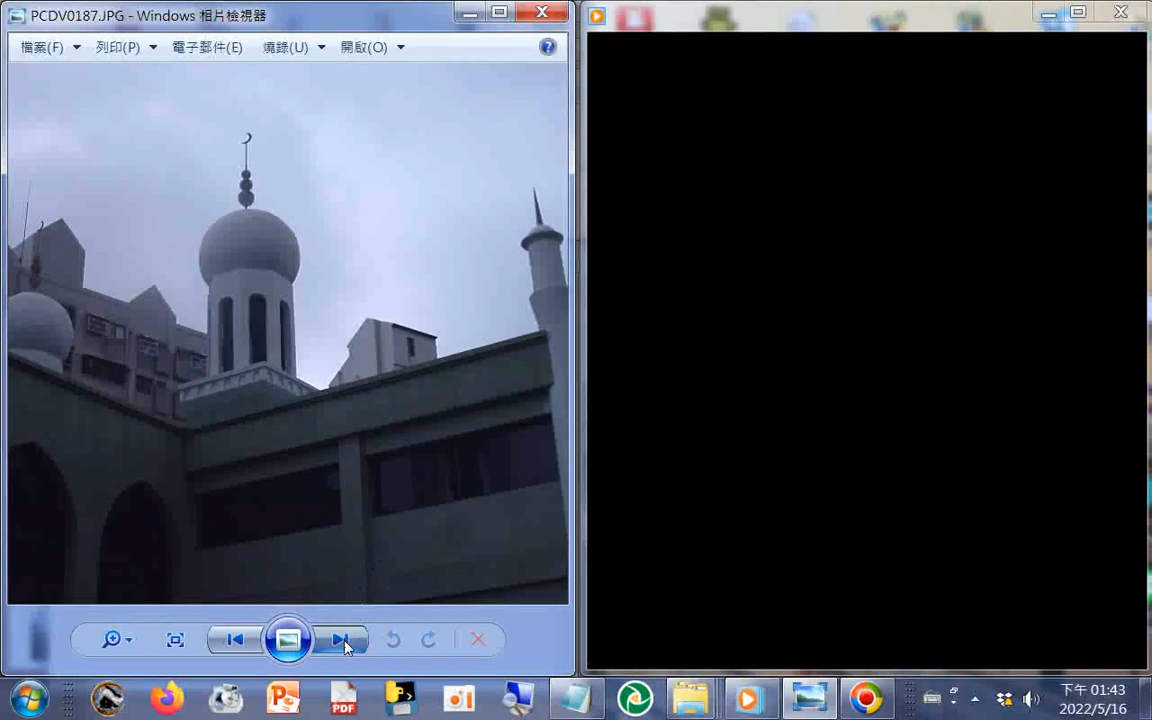 PCDV0187.JPG - Windows 相片檢視器
檔案(F) 列印(P) 電子郵件(E) 燒錄(U) 開啟(O)
PDF
下午 01:43
2022/5/16